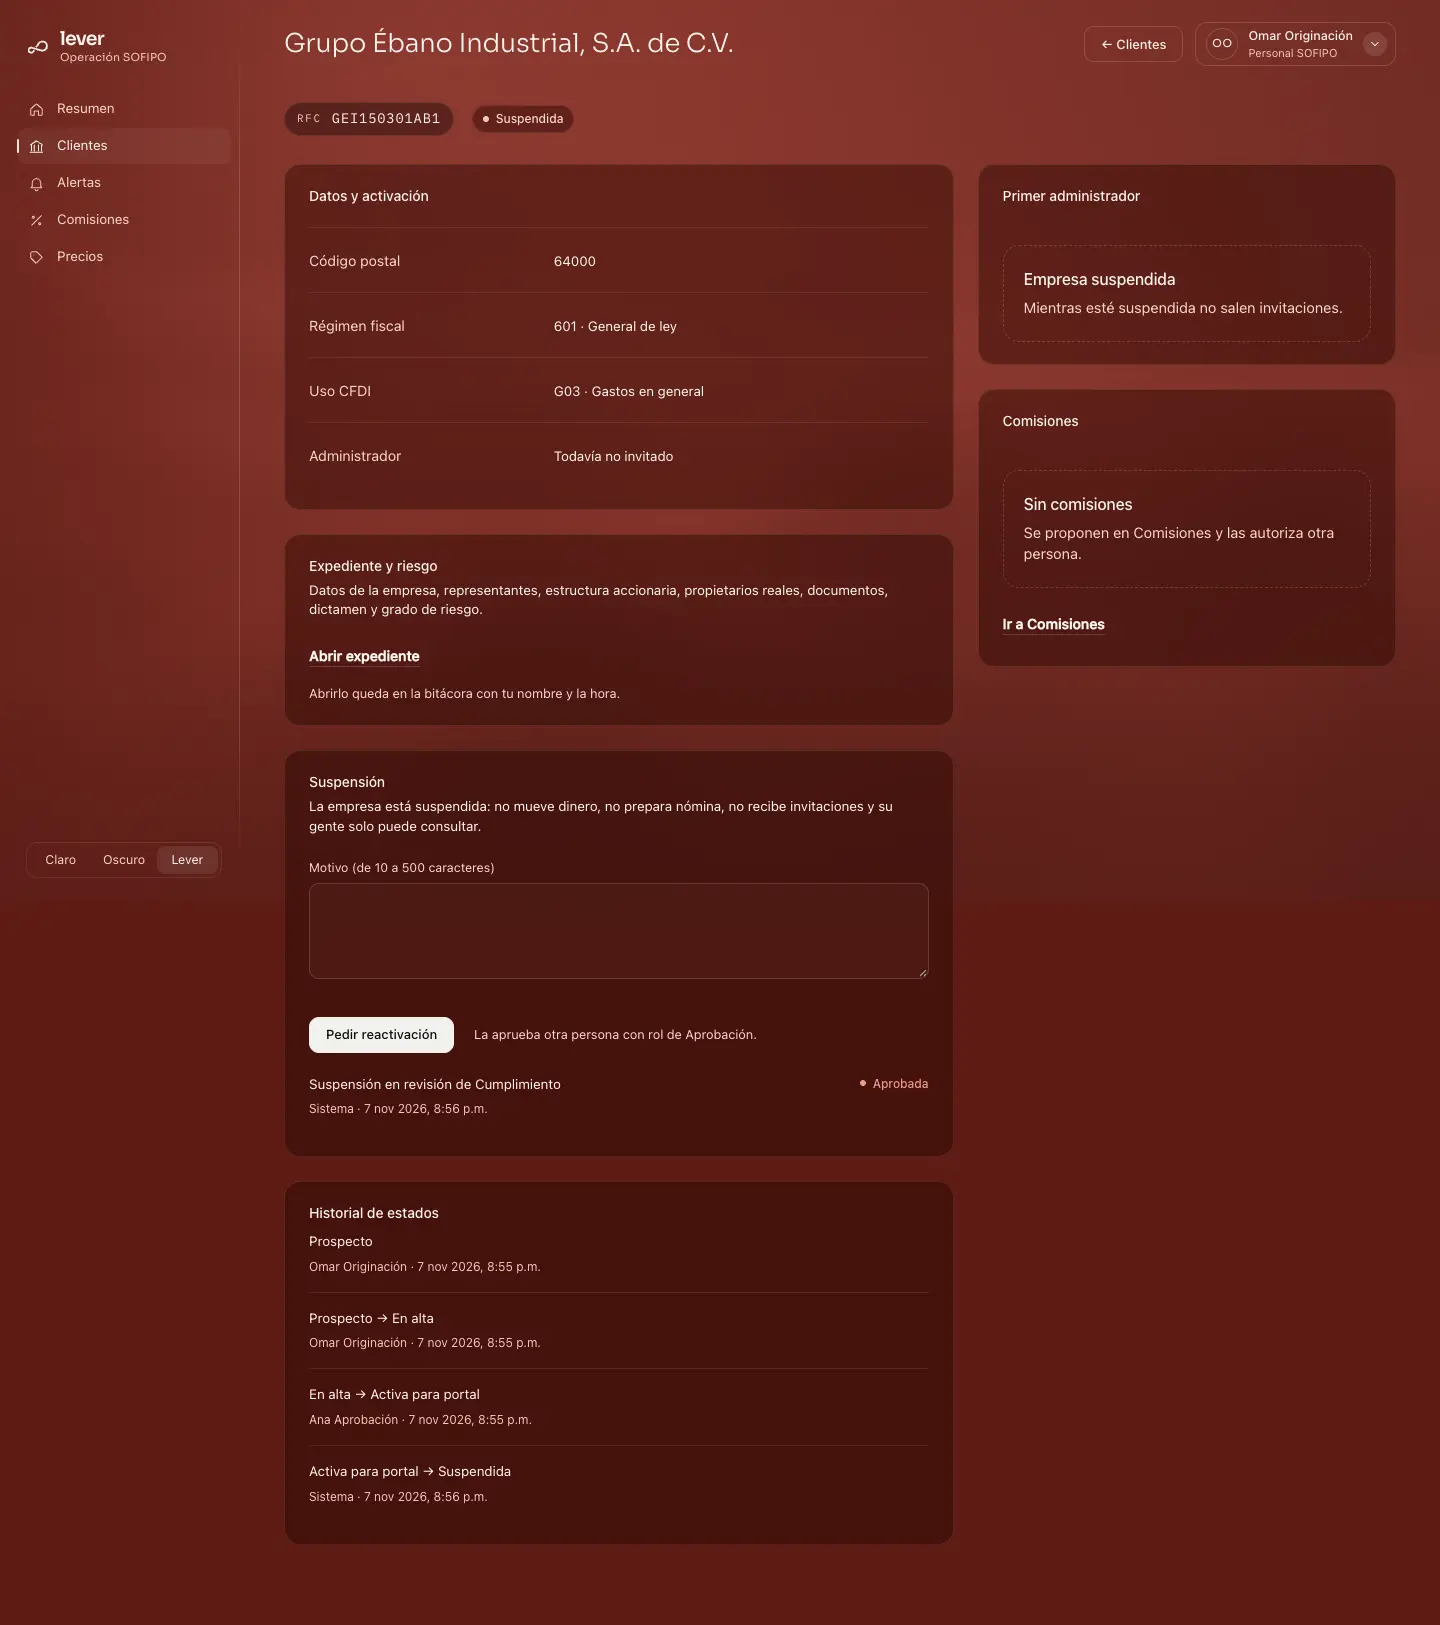 lever
Operación SOFIPO
Resumen
Clientes
Alertas
Comisiones
Precios
Claro
Oscuro
Lever
Grupo Ébano Industrial, S.A. de C.V.
← Clientes
OO
Omar Originación
Personal SOFIPO
RFC GEI150301AB1
Suspendida
Datos y activación
Código postal
64000
Régimen fiscal
601 · General de ley
Uso CFDI
G03 · Gastos en general
Administrador
Todavía no invitado
Expediente y riesgo
Datos de la empresa, representantes, estructura accionaria, propietarios reales, documentos,
dictamen y grado de riesgo.
Abrir expediente
Abrirlo queda en la bitácora con tu nombre y la hora.
Suspensión
La empresa está suspendida: no mueve dinero, no prepara nómina, no recibe invitaciones y su
gente solo puede consultar.
Motivo (de 10 a 500 caracteres)
Pedir reactivación
La aprueba otra persona con rol de Aprobación.
Suspensión en revisión de Cumplimiento
Aprobada
Sistema · 7 nov 2026, 8:56 p.m.
Historial de estados
Prospecto
Omar Originación · 7 nov 2026, 8:55 p.m.
Prospecto → En alta
Omar Originación · 7 nov 2026, 8:55 p.m.
En alta → Activa para portal
Ana Aprobación · 7 nov 2026, 8:55 p.m.
Activa para portal → Suspendida
Sistema · 7 nov 2026, 8:56 p.m.
Primer administrador
Empresa suspendida
Mientras esté suspendida no salen invitaciones.
Comisiones
Sin comisiones
Se proponen en Comisiones y las autoriza otra
persona.
Ir a Comisiones